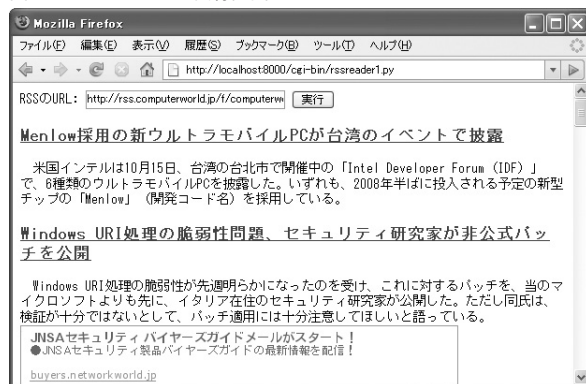 Mozilla Firefox
ファイル(F) 編集(E) 表示(V) 履歴(S) ブックマーク(B) ツール(T) ヘルプ(H)
http://localhost:8000/cgi-bin/rssreader1.py
RSSのURL: http://rss.computerworld.jp/f/computerw 実行
Menlow採用の新ウルトラモバイルPCが台湾のイベントで披露
米国インテルは10月15日、台湾の台北市で開催中の「Intel Developer Forum（IDF）」
で、6種類のウルトラモバイルPCを披露した。いずれも、2008年半ばに投入される予定の新型
チップの「Menlow」（開発コード名）を採用している。
Windows URI処理の脆弱性問題、セキュリティ研究家が非公式パッ
チを公開
Windows URI処理の脆弱性が先週明らかになったのを受け、これに対するパッチを、当のマ
イクロソフトよりも先に、イタリア在住のセキュリティ研究家が公開した。ただし同氏は、
検証が十分ではないとして、パッチ適用には十分注意してほしいと語っている。
JNSAセキュリティ バイヤーズガイドメールがスタート！
●JNSAセキュリティ製品バイヤーズガイドの最新情報を配信！
buyers.networkworld.jp